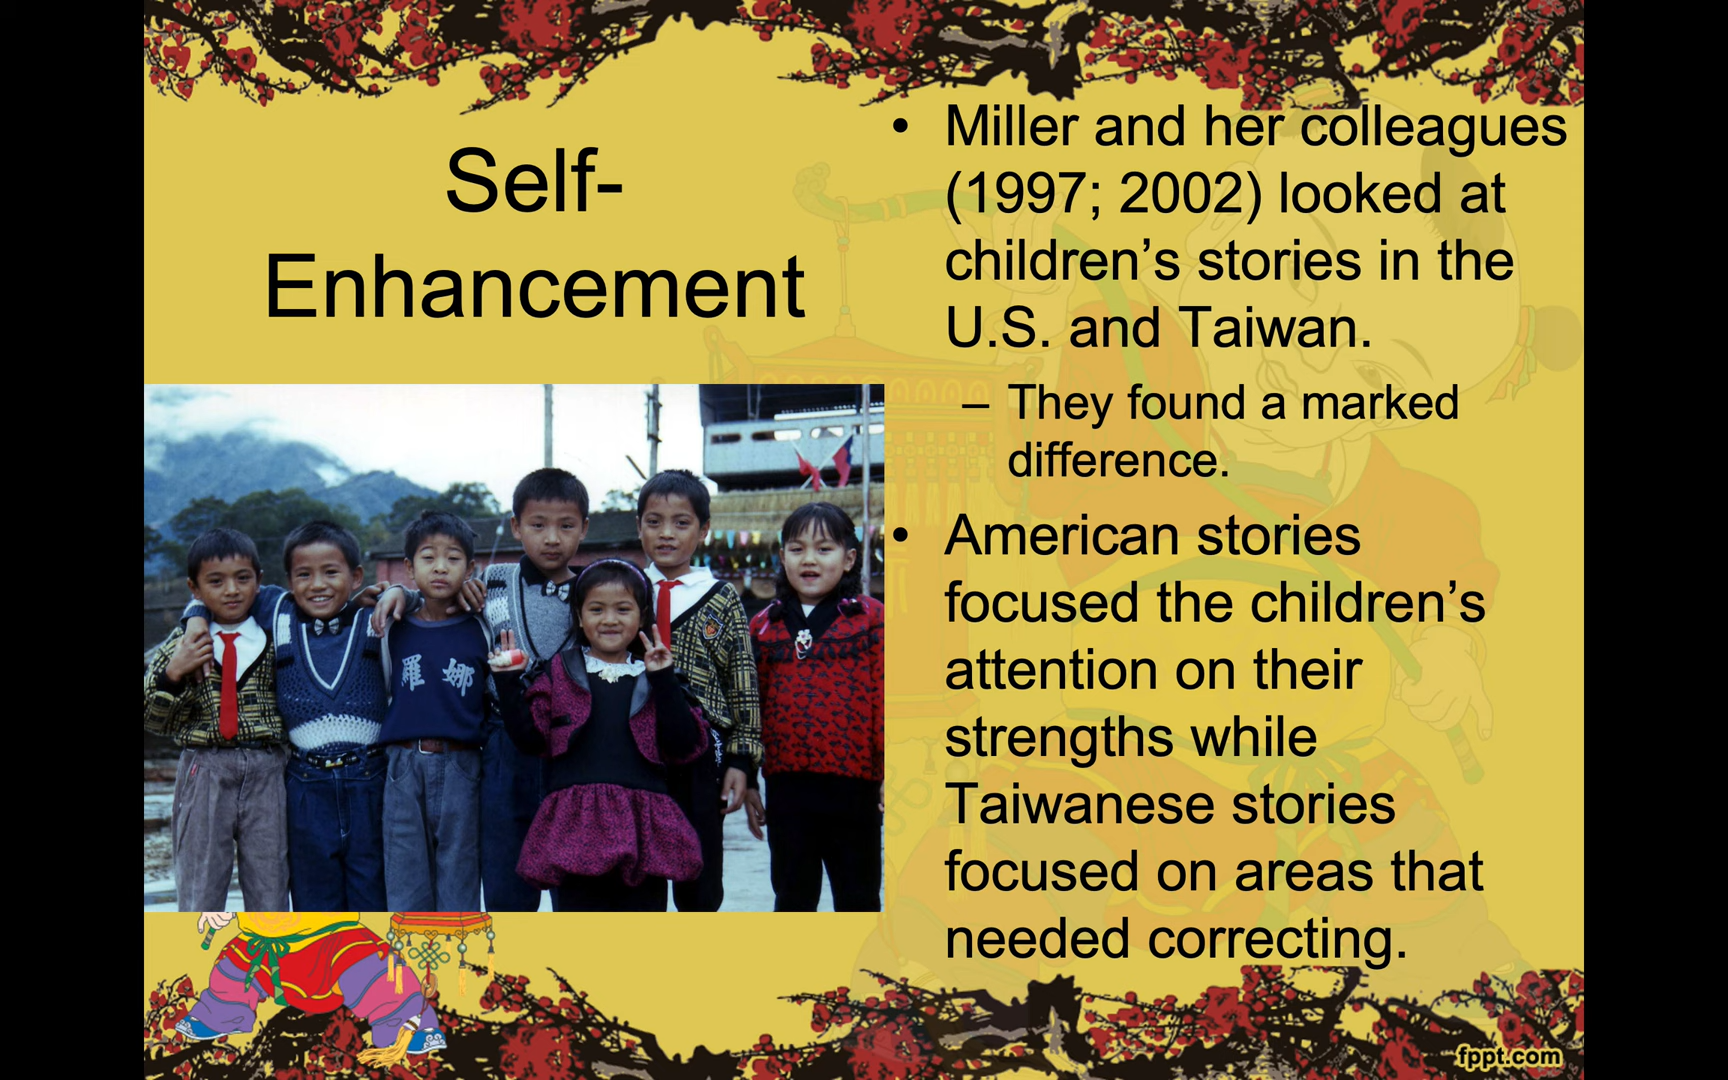 Self-
Enhancement
羅 娜
• Miller and her colleagues
(1997; 2002) looked at
children’s stories in the
U.S. and Taiwan.
– They found a marked
difference.
• American stories
focused the children’s
attention on their
strengths while
Taiwanese stories
focused on areas that
needed correcting.
fppt.com